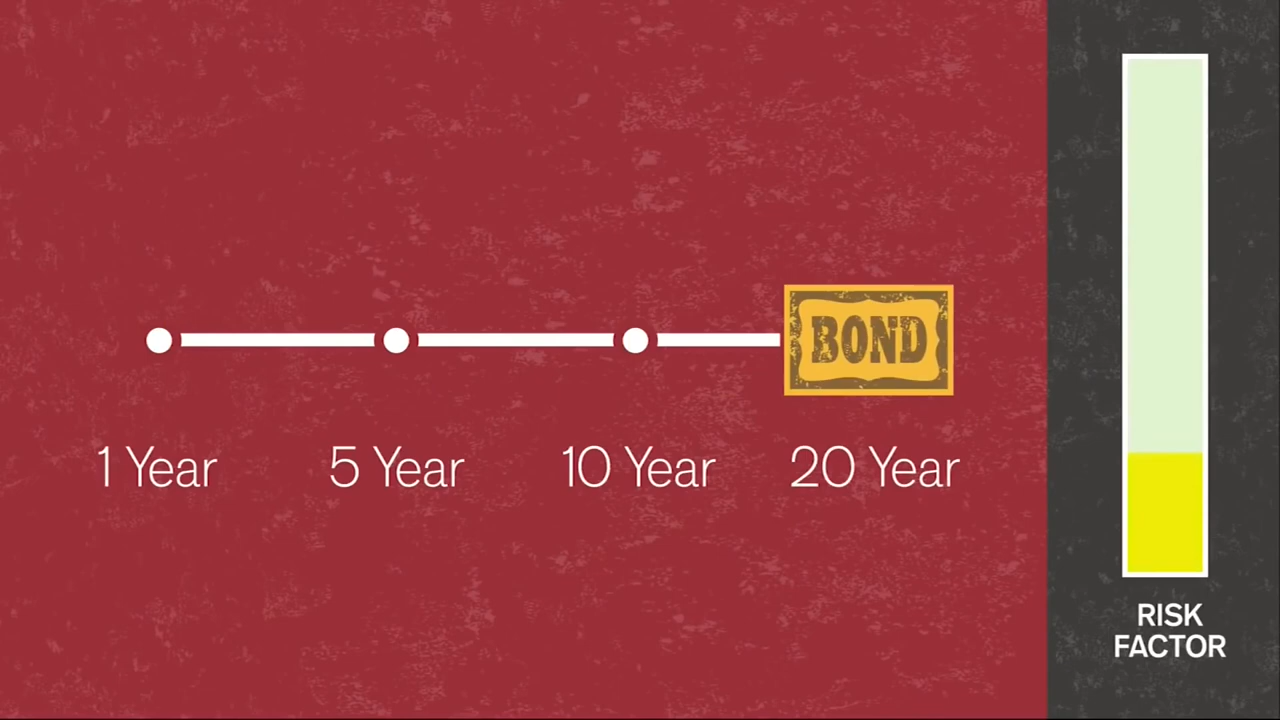 BOND
1 Year
5 Year
10 Year
20 Year
RISK
FACTOR